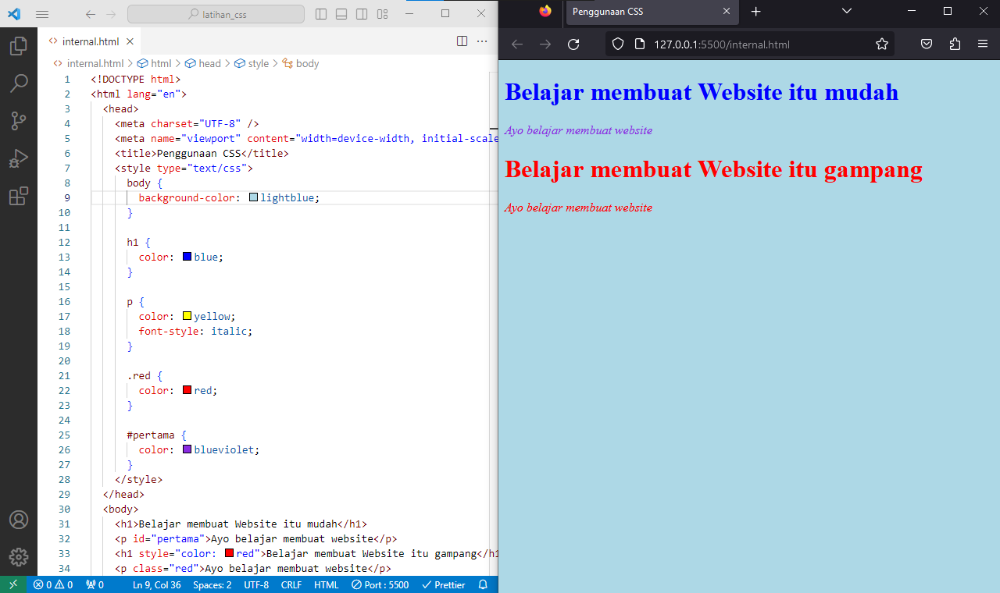 latihan_css
internal.html
internal.html > html > head > style > body
1 <!DOCTYPE html>
2 <html lang="en">
3 <head>
4 <meta charset="UTF-8" />
5 <meta name="viewport" content="width=device-width, initial-scale
6 <title>Penggunaan CSS</title>
7 <style type="text/css">
8 body {
9 background-color: lightblue;
10 }
11
12 h1 {
13 color: blue;
14 }
15
16 p {
17 color: yellow;
18 font-style: italic;
19 }
20
21 .red {
22 color: red;
23 }
24
25 #pertama {
26 color: blueviolet;
27 }
28 </style>
29 </head>
30 <body>
31 <h1>Belajar membuat Website itu mudah</h1>
32 <p id="pertama">Ayo belajar membuat website</p>
33 <h1 style="color: red">Belajar membuat Website itu gampang</h1
34 <p class="red">Ayo belajar membuat website</p>
0 0 0 Ln 9, Col 36 Spaces: 2 UTF-8 CRLF HTML Port : 5500 Prettier
Penggunaan CSS
127.0.0.1:5500/internal.html
Belajar membuat Website itu mudah
Ayo belajar membuat website
Belajar membuat Website itu gampang
Ayo belajar membuat website